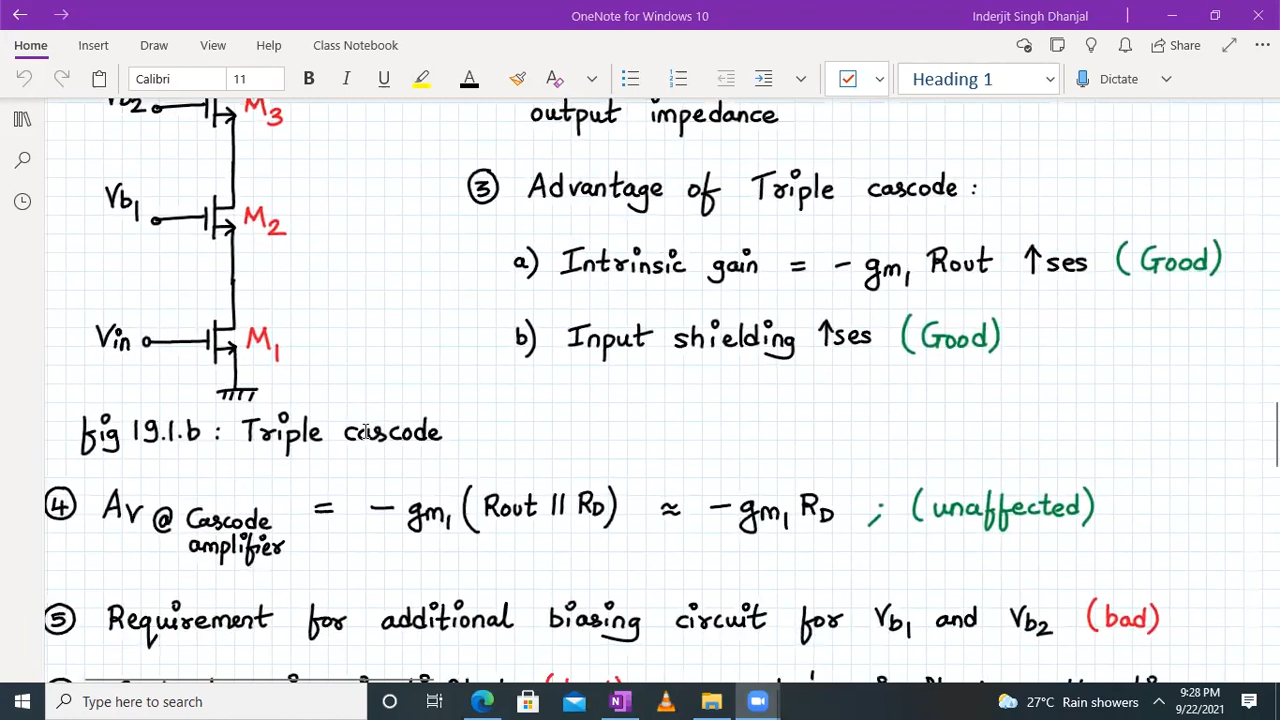 OneNote for Windows 10
Inderjit Singh Dhanjal
Home Insert Draw View Help Class Notebook
Share
Calibri 11 B I U A Heading 1 Dictate
Vb2 M3
output impedance
③ Advantage of Triple cascode :
Vb1 M2
a) Intrinsic gain = - gm1 Rout ↑ses (Good)
b) Input shielding ↑ses (Good)
Vin M1
fig 19.1.b : Triple cascode
④ Av @ Cascode amplifier = - gm1 ( Rout || RD ) ≈ - gm1 RD ; (unaffected)
⑤ Requirement for additional biasing circuit for Vb1 and Vb2 (bad)
Type here to search
27°C Rain showers
9:28 PM
9/22/2021